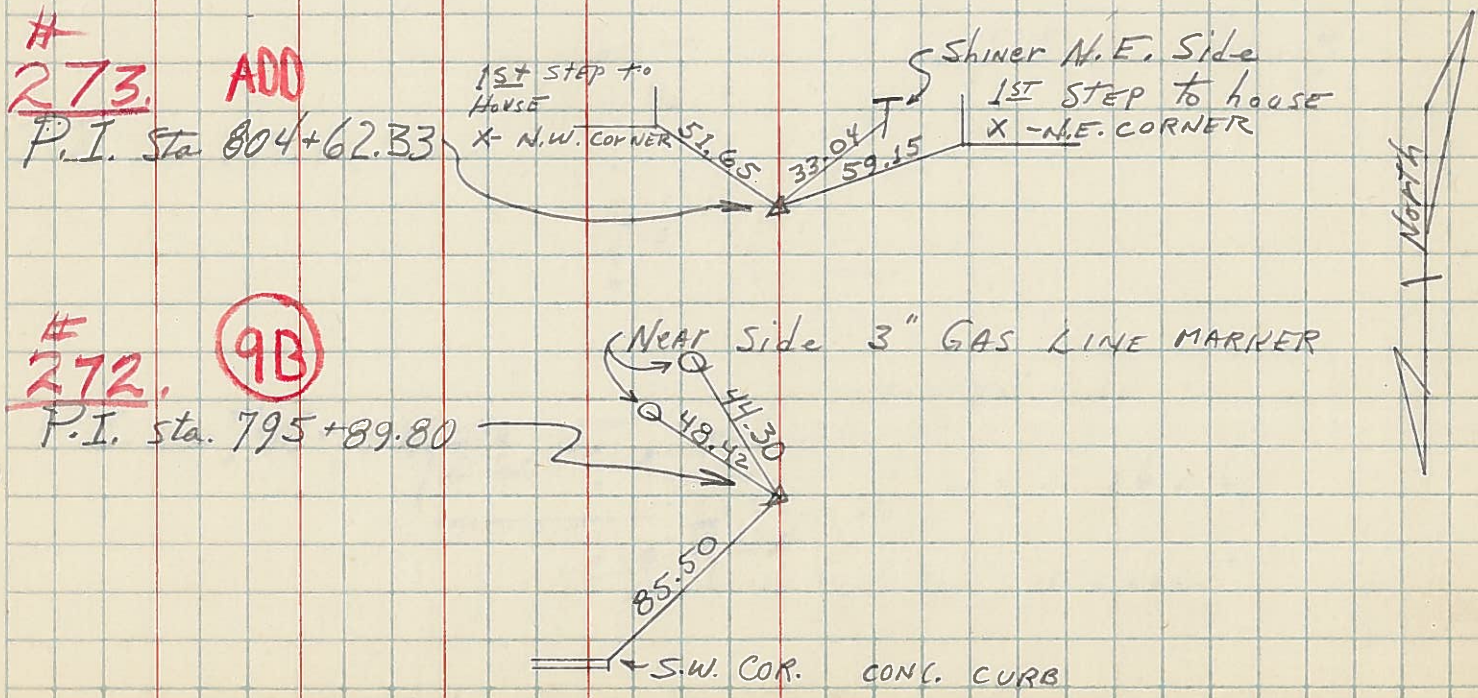 #
273. ADD
P.I. Sta 804+62.33
1st step to
House
X- N.W. CORNER
51.65
33.04
59.15
Shiner N.E. Side
1ST STEP to house
X -N.E. CORNER
North
#
272. 9B
P.I. sta. 795+89.80
Near Side 3" GAS LINE MARKER
44.30
48.42
85.50
S.W. COR. CONC. CURB